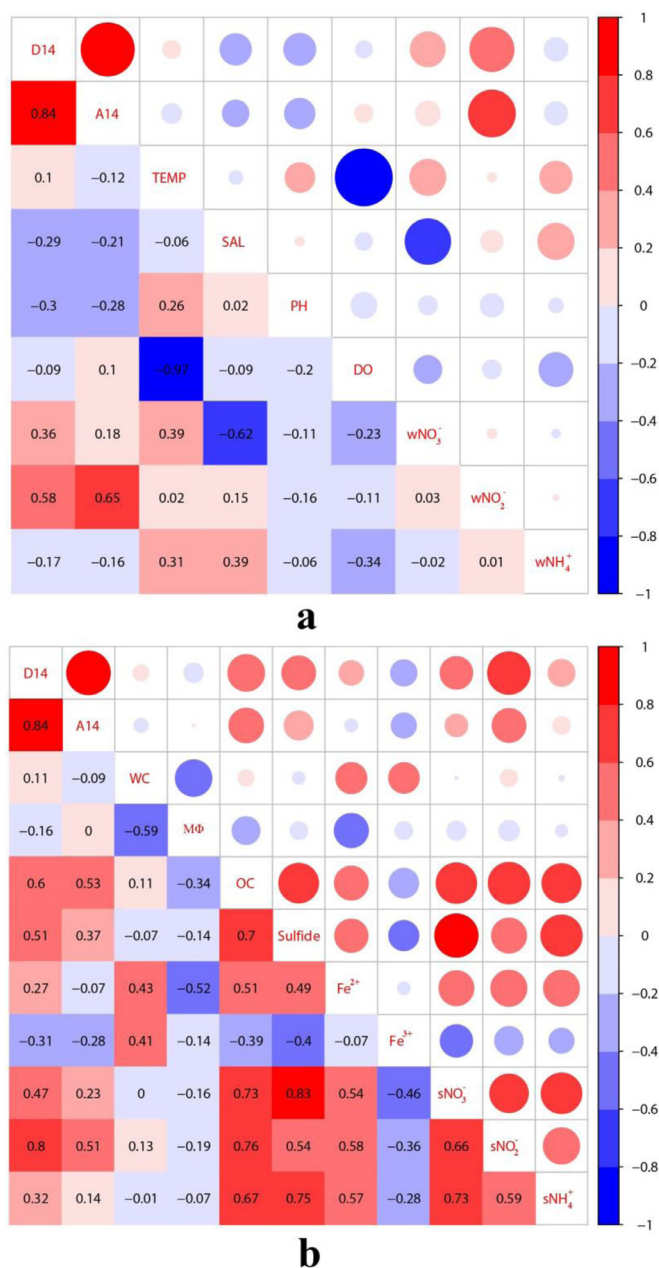 D14
A14
0.84
TEMP
0.1 −0.12
SAL
−0.29 −0.21 −0.06
PH
−0.3 −0.28 0.26 0.02
DO
−0.09 0.1 −0.97 −0.09 −0.2
wNO₃⁻
0.36 0.18 0.39 −0.62 −0.11 −0.23
wNO₂⁻
0.58 0.65 0.02 0.15 −0.16 −0.11 0.03
wNH₄⁺
−0.17 −0.16 0.31 0.39 −0.06 −0.34 −0.02 0.01
1
0.8
0.6
0.4
0.2
0
−0.2
−0.4
−0.6
−0.8
−1
a
D14
0.84 A14
0.11 −0.09 WC
−0.16 0 −0.59 MΦ
0.6 0.53 0.11 −0.34 OC
0.51 0.37 −0.07 −0.14 0.7 Sulfide
0.27 −0.07 0.43 −0.52 0.51 0.49 Fe²⁺
−0.31 −0.28 0.41 −0.14 −0.39 −0.4 −0.07 Fe³⁺
0.47 0.23 0 −0.16 0.73 0.83 0.54 −0.46 sNO₃⁻
0.8 0.51 0.13 −0.19 0.76 0.54 0.58 −0.36 0.66 sNO₂⁻
0.32 0.14 −0.01 −0.07 0.67 0.75 0.57 −0.28 0.73 0.59 sNH₄⁺
1
0.8
0.6
0.4
0.2
0
−0.2
−0.4
−0.6
−0.8
−1
b